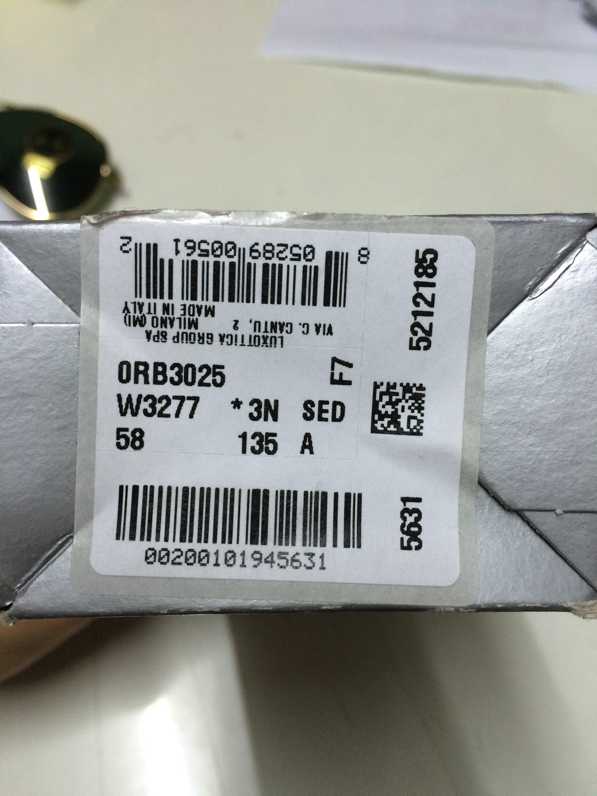 8 05289 00561 2
LUXOTTICA GROUP SPA
VIA C. CANTU, 2 MILANO (MI)
MADE IN ITALY
0RB3025 F7
W3277 *3N SED
58 135 A
00200101945631
5212185
5631